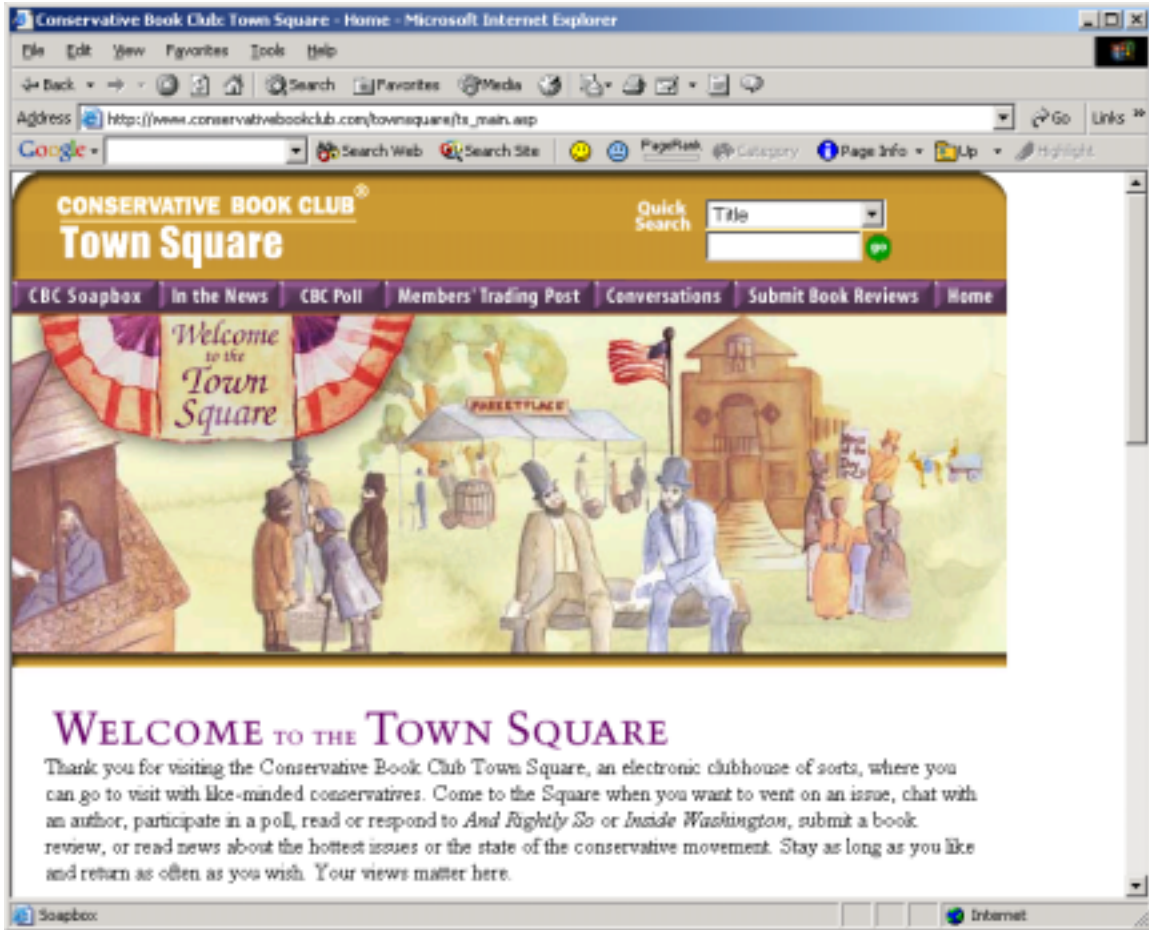 Conservative Book Club: Town Square - Home - Microsoft Internet Explorer
File Edit View Favorites Tools Help
Back Search Favorites Media
Address http://www.conservativebookclub.com/townsquare/ts_main.asp Go Links »
Google Search Web Search Site PageRank Category Page Info Up Highlight
CONSERVATIVE BOOK CLUB®
Town Square
Quick Search Title
go
CBC Soapbox In the News CBC Poll Members' Trading Post Conversations Submit Book Reviews Home
Welcome
to the
Town
Square
MARKETPLACE
News
of the
Day
WELCOME TO THE TOWN SQUARE
Thank you for visiting the Conservative Book Club Town Square, an electronic clubhouse of sorts, where you
can go to visit with like-minded conservatives. Come to the Square when you want to vent on an issue, chat with
an author, participate in a poll, read or respond to And Rightly So or Inside Washington, submit a book
review, or read news about the hottest issues or the state of the conservative movement. Stay as long as you like
and return as often as you wish. Your views matter here.
Soapbox Internet